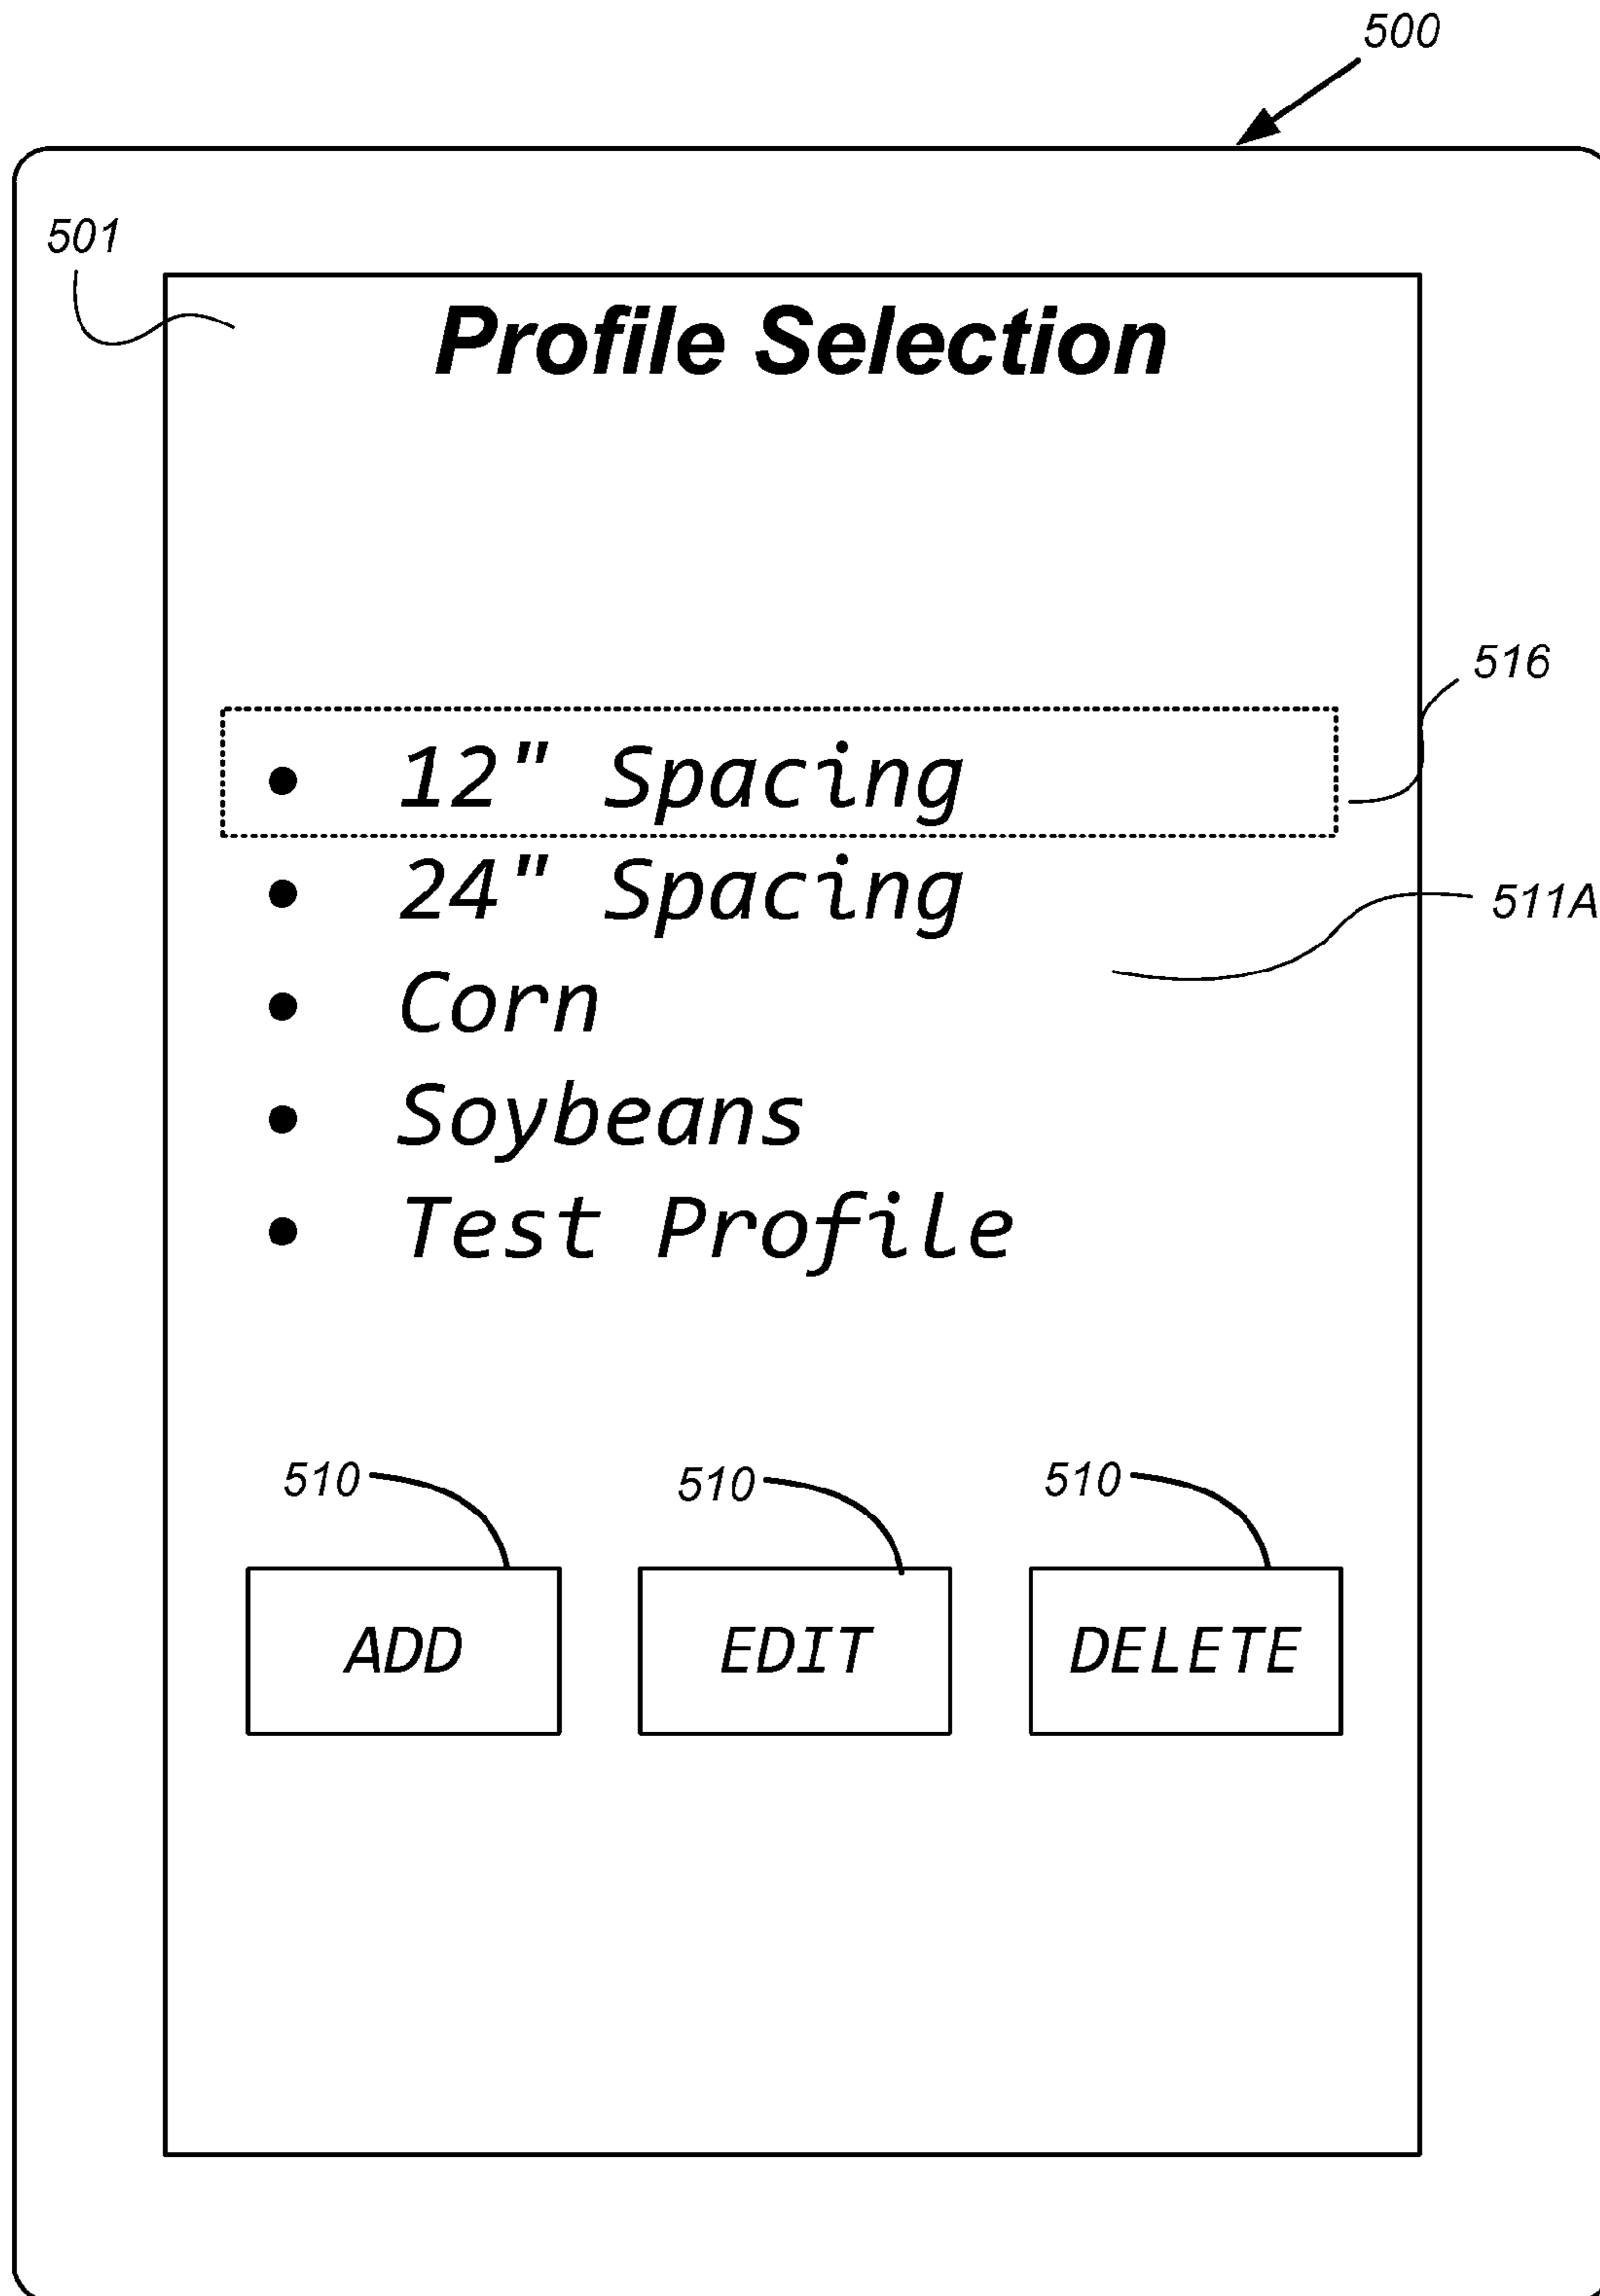 500
501
Profile Selection
516
• 12" Spacing
• 24" Spacing
511A
• Corn
• Soybeans
• Test Profile
510 510 510
ADD EDIT DELETE